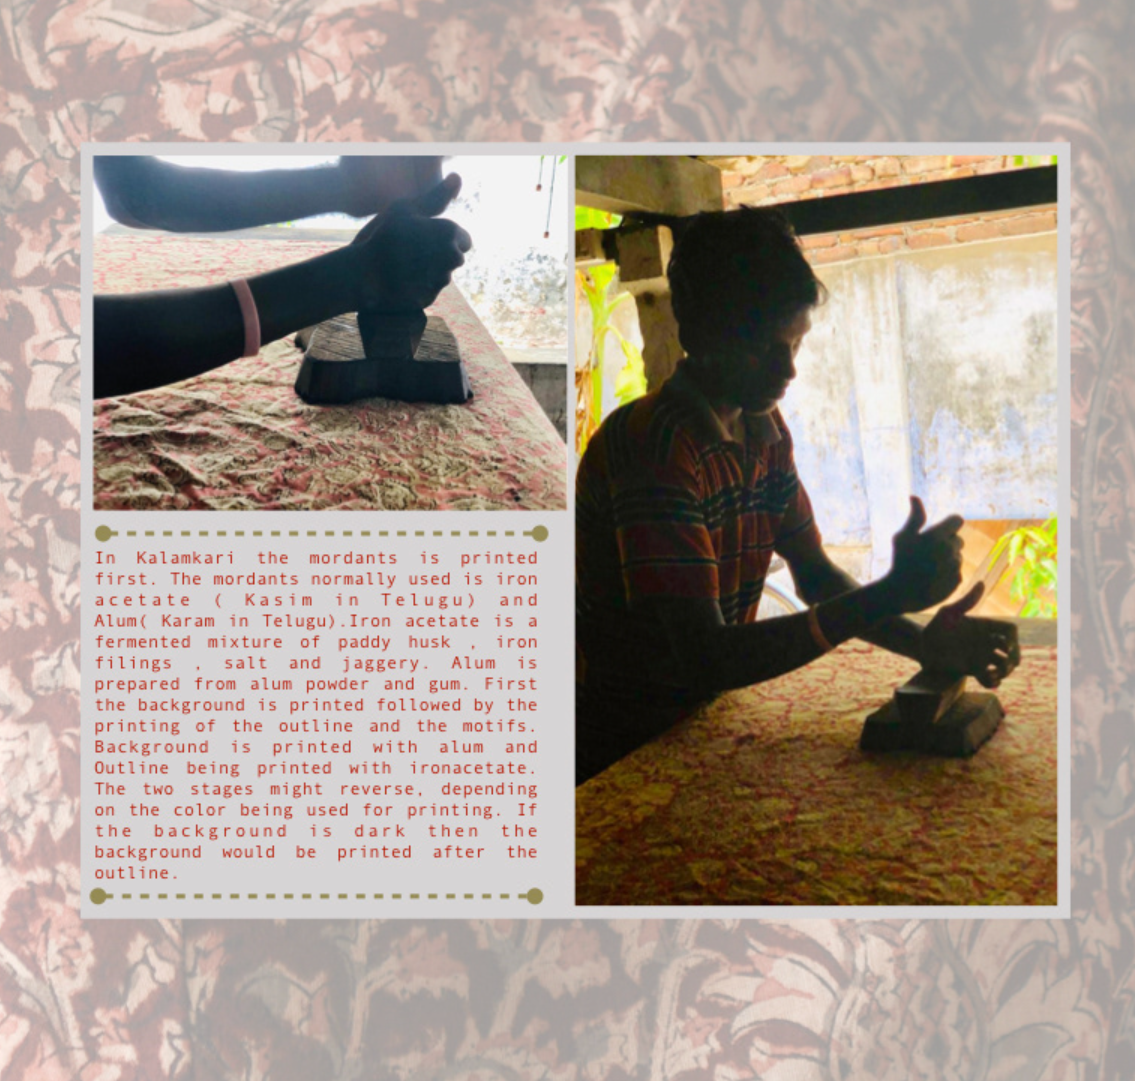 In Kalamkari the mordants is printed
first. The mordants normally used is iron
acetate ( Kasim in Telugu) and
Alum( Karam in Telugu).Iron acetate is a
fermented mixture of paddy husk , iron
filings , salt and jaggery. Alum is
prepared from alum powder and gum. First
the background is printed followed by the
printing of the outline and the motifs.
Background is printed with alum and
Outline being printed with ironacetate.
The two stages might reverse, depending
on the color being used for printing. If
the background is dark then the
background would be printed after the
outline.